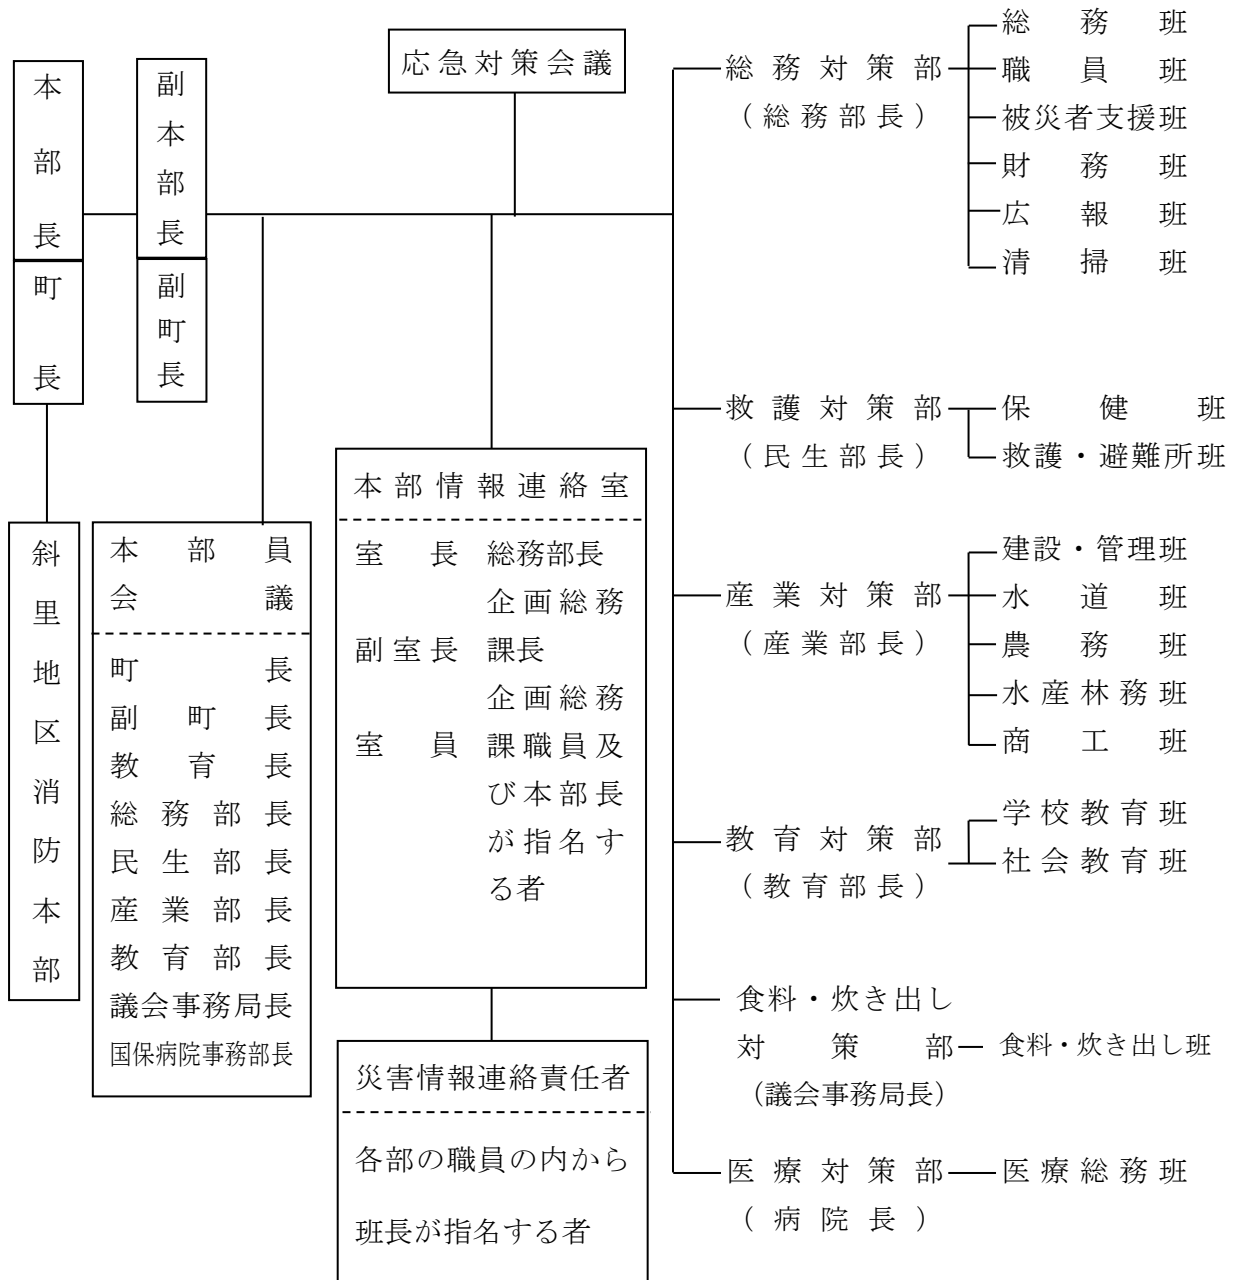 本部長
町長
副本部長
副町長
応急対策会議
斜里地区消防本部
本部員
会議
町長
副町長
教育長
総務部長
民生部長
産業部長
教育部長
議会事務局長
国保病院事務部長
本部情報連絡室
室長 総務部長
企画総務
副室長 課長
企画総務
室員 課職員及
び本部長
が指名す
る者
災害情報連絡責任者
各部の職員の内から
班長が指名する者
総務対策部
(総務部長)
総務班
職員班
被災者支援班
財務班
広報班
清掃班
救護対策部
(民生部長)
保健班
救護・避難所班
産業対策部
(産業部長)
建設・管理班
水道班
農務班
水産林務班
商工班
教育対策部
(教育部長)
学校教育班
社会教育班
食料・炊き出し
対策部
(議会事務局長)
食料・炊き出し班
医療対策部
(病院長)
医療総務班